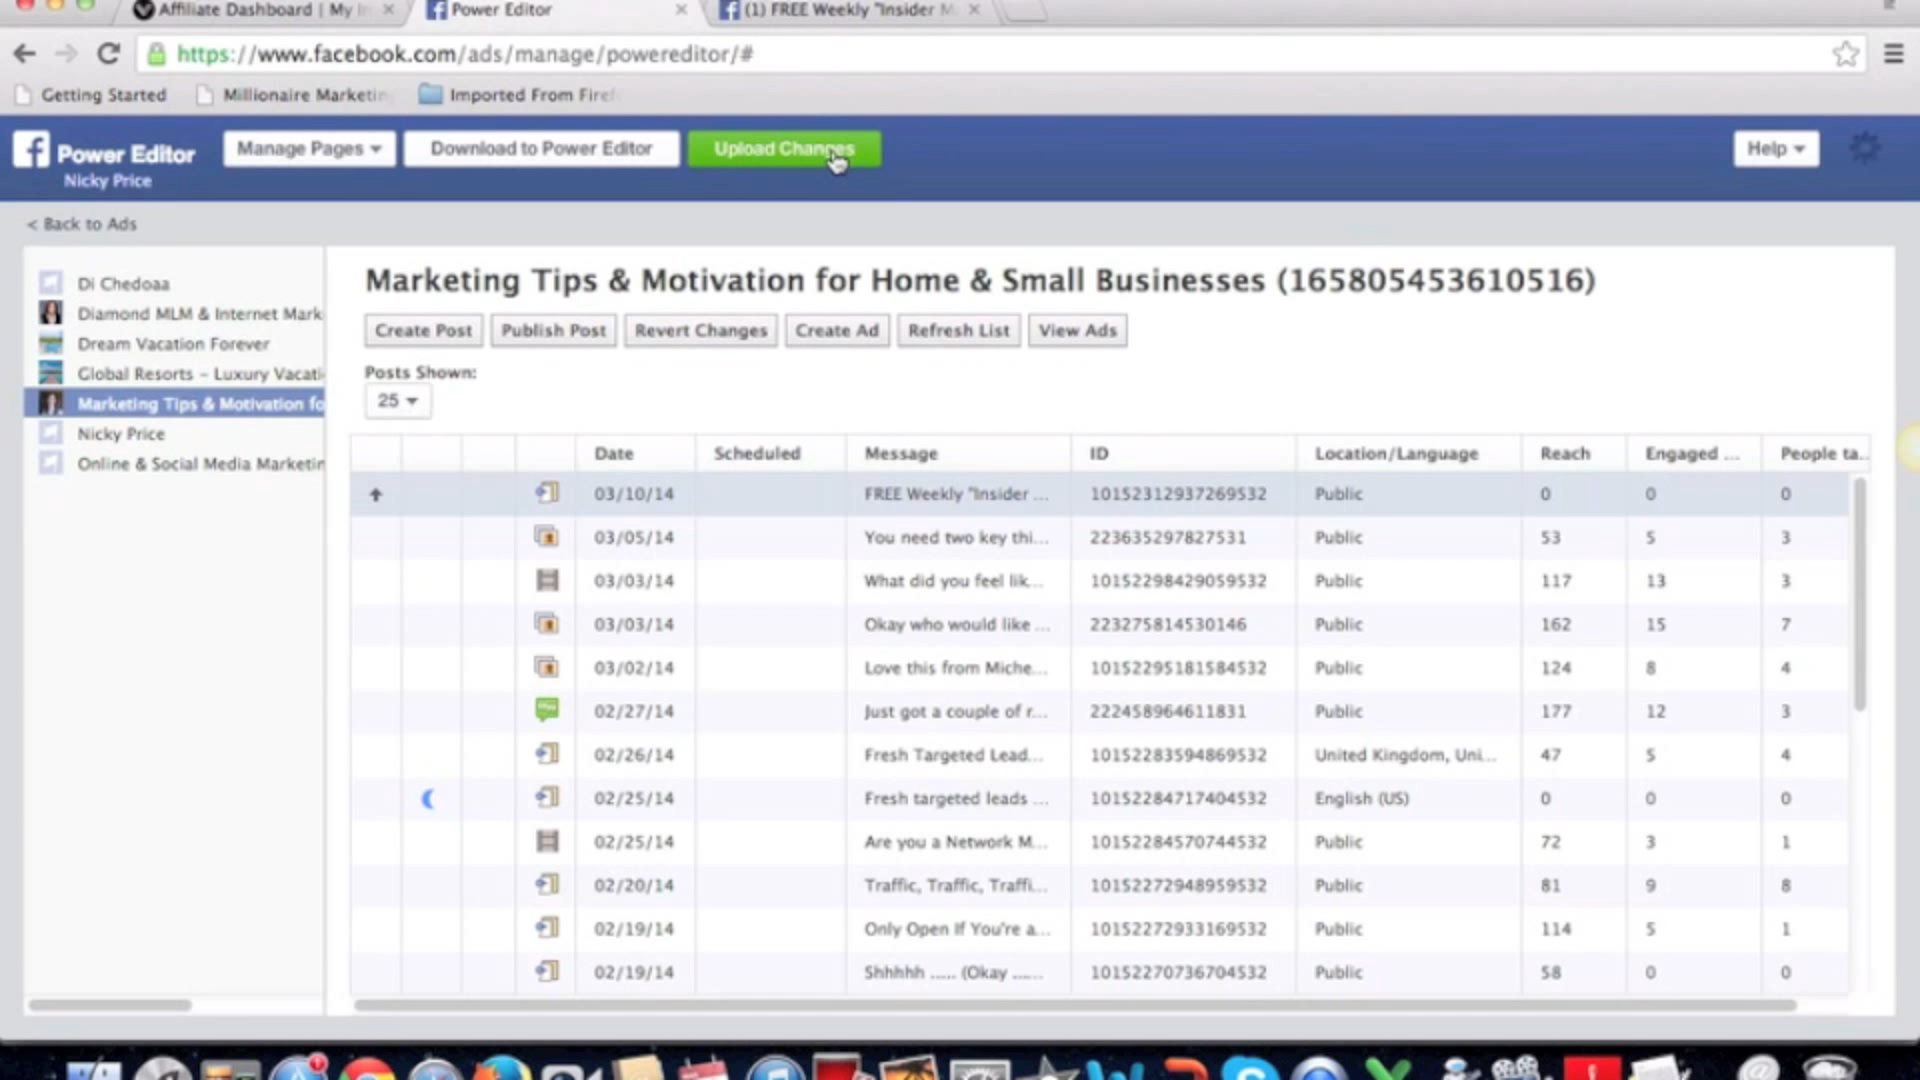 Affiliate Dashboard | My In
Power Editor
(1) FREE Weekly "Insider M
https://www.facebook.com/ads/manage/powereditor/#
Getting Started
Millionaire Marketin
Imported From Firef
Power Editor
Nicky Price
Manage Pages
Download to Power Editor
Upload Changes
Help
< Back to Ads
Di Chedoaa
Diamond MLM & Internet Mark
Dream Vacation Forever
Global Resorts – Luxury Vacati
Marketing Tips & Motivation fo
Nicky Price
Online & Social Media Marketin
Marketing Tips & Motivation for Home & Small Businesses (165805453610516)
Create Post Publish Post Revert Changes Create Ad Refresh List View Ads
Posts Shown:
25
Date Scheduled Message ID Location/Language Reach Engaged ... People ta...
03/10/14 FREE Weekly "Insider ... 10152312937269532 Public 0 0 0
03/05/14 You need two key thi... 223635297827531 Public 53 5 3
03/03/14 What did you feel lik... 10152298429059532 Public 117 13 3
03/03/14 Okay who would like ... 223275814530146 Public 162 15 7
03/02/14 Love this from Miche... 10152295181584532 Public 124 8 4
02/27/14 Just got a couple of r... 222458964611831 Public 177 12 3
02/26/14 Fresh Targeted Lead... 10152283594869532 United Kingdom, Uni... 47 5 4
02/25/14 Fresh targeted leads ... 10152284717404532 English (US) 0 0 0
02/25/14 Are you a Network M... 10152284570744532 Public 72 3 1
02/20/14 Traffic, Traffic, Traffi... 10152272948959532 Public 81 9 8
02/19/14 Only Open If You're a... 10152272933169532 Public 114 5 1
02/19/14 Shhhhh ..... (Okay ...... 10152270736704532 Public 58 0 0